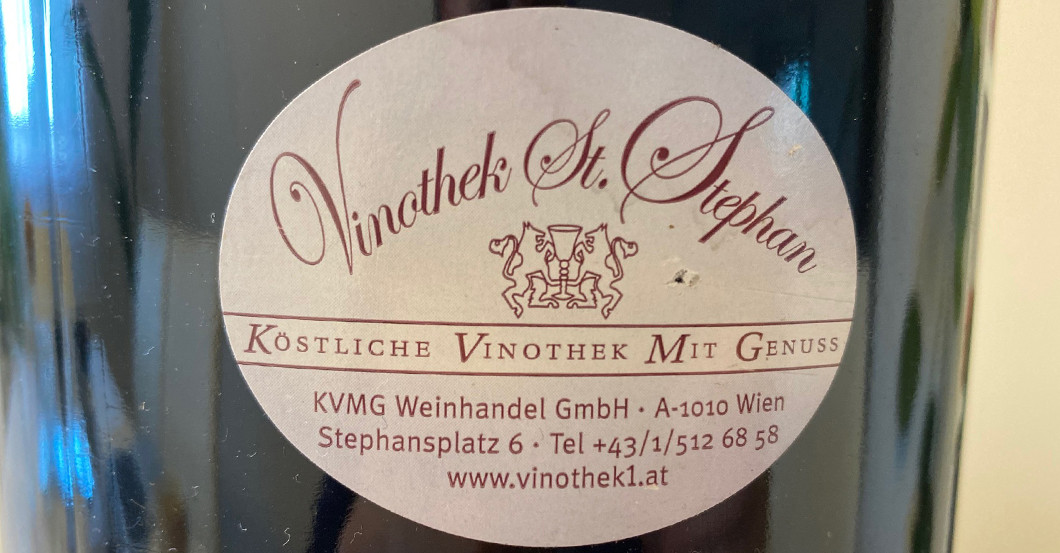 Vinothek St. Stephan
KÖSTLICHE VINOTHEK MIT GENUSS
KVMG Weinhandel GmbH · A-1010 Wien
Stephansplatz 6 · Tel +43/1/512 68 58
www.vinothek1.at